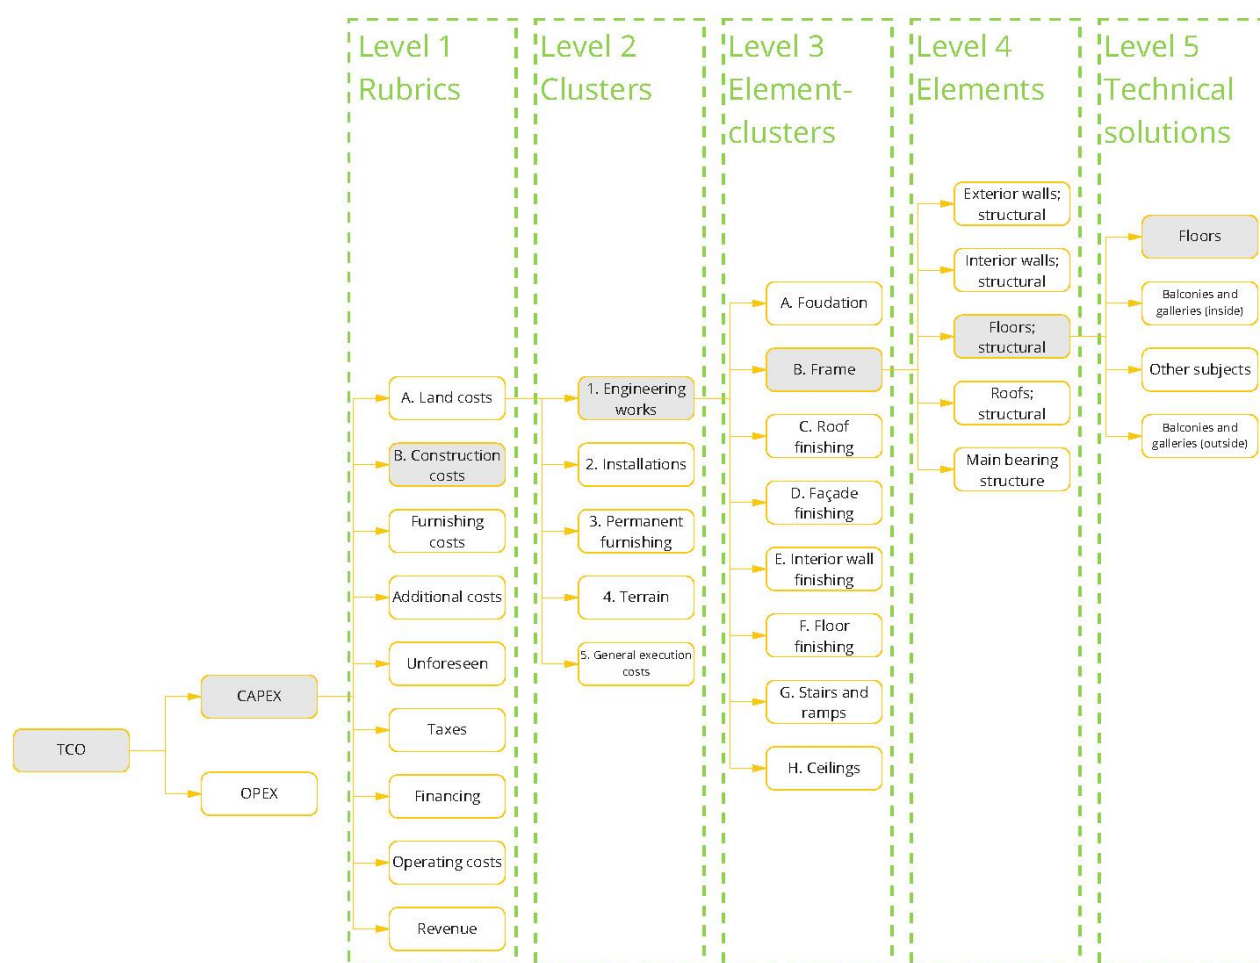 Level 1
Rubrics
Level 2
Clusters
Level 3
Element-
clusters
Level 4
Elements
Level 5
Technical
solutions
TCO
CAPEX
OPEX
A. Land costs
B. Construction
costs
Furnishing
costs
Additional costs
Unforeseen
Taxes
Financing
Operating costs
Revenue
1. Engineering
works
2. Installations
3. Permanent
furnishing
4. Terrain
5. General execution
costs
A. Foudation
B. Frame
C. Roof
finishing
D. Façade
finishing
E. Interior wall
finishing
F. Floor
finishing
G. Stairs and
ramps
H. Ceilings
Exterior walls;
structural
Interior walls;
structural
Floors;
structural
Roofs;
structural
Main bearing
structure
Floors
Balconies and
galleries (inside)
Other subjects
Balconies and
galleries (outside)